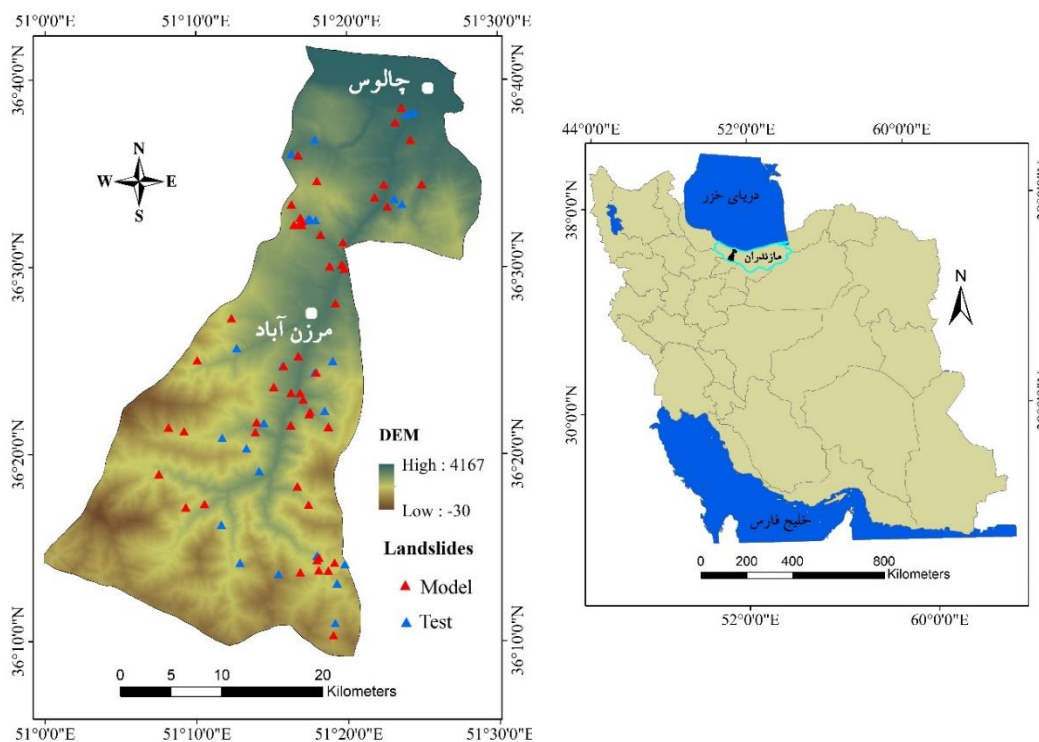 51°0'0"E
51°10'0"E
51°20'0"E
51°30'0"E
36°40'0"N
36°30'0"N
36°20'0"N
36°10'0"N
36°40'0"N
36°30'0"N
36°20'0"N
36°10'0"N
چالوس
N
W
E
S
مرزن آباد
DEM
High : 4167
Low : -30
Landslides
Model
Test
0
5
10
20
Kilometers
51°0'0"E
51°10'0"E
51°20'0"E
51°30'0"E
44°0'0"E
52°0'0"E
60°0'0"E
38°0'0"N
30°0'0"N
دریای خزر
مازندران
N
خلیج فارس
0
200
400
800
Kilometers
52°0'0"E
60°0'0"E